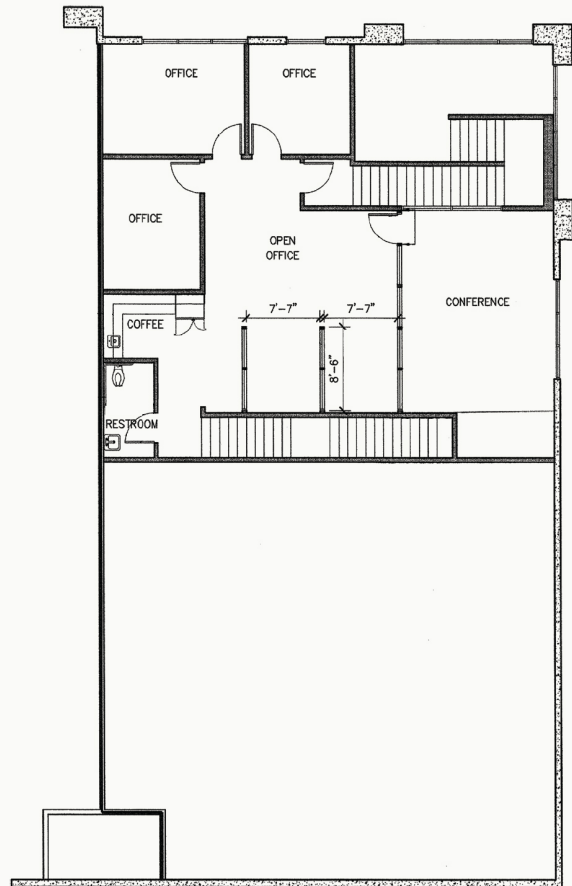 OFFICE
OFFICE
OFFICE
OPEN
OFFICE
CONFERENCE
7'-7"
7'-7"
COFFEE
8'-6"
RESTROOM